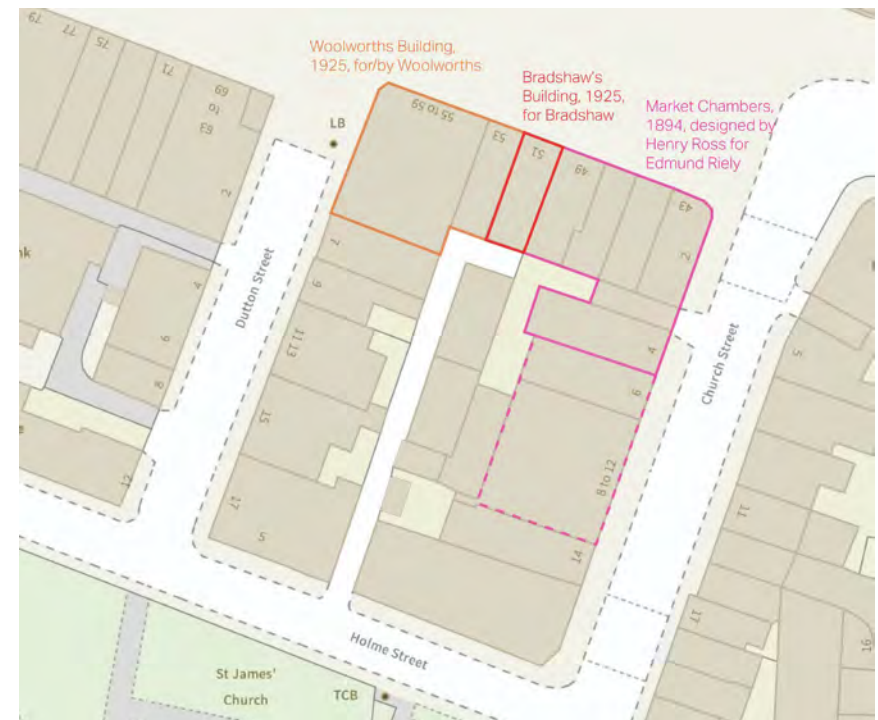 Woolworths Building,
1925, for/by Woolworths
Bradshaw's
Building, 1925,
for Bradshaw
Market Chambers,
1894, designed by
Henry Ross for
Edmund Riely
79
77
75
71
69
to
63
2
LB
55 to 59
53
51
49
43
2
4
6
8 to 12
14
7
9
11 13
15
17
5
4
6
8
12
nk
Dutton Street
Church Street
5
11
17
16
Holme Street
St James'
Church
TCB